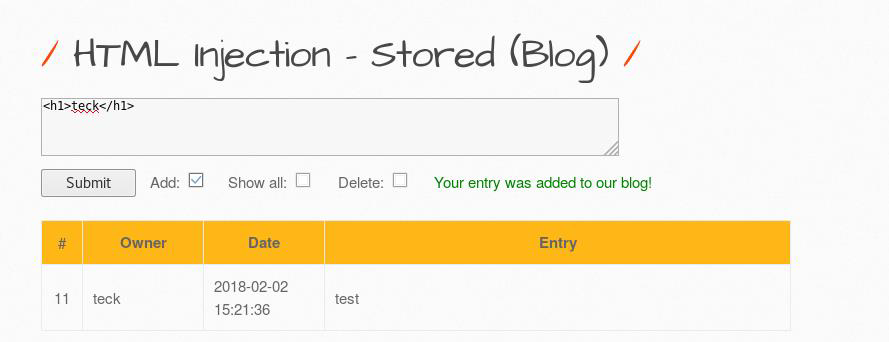 / HTML Injection - Stored (Blog) /
<h1>teck</h1>
Submit Add: Show all: Delete: Your entry was added to our blog!
# Owner Date Entry
11 teck 2018-02-02 15:21:36 test